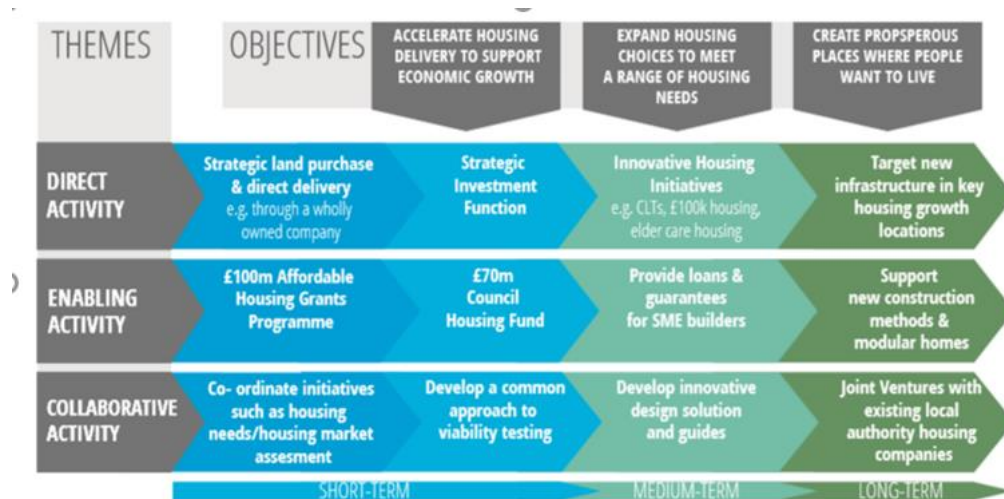 THEMES
OBJECTIVES
ACCELERATE HOUSING
DELIVERY TO SUPPORT
ECONOMIC GROWTH
EXPAND HOUSING
CHOICES TO MEET
A RANGE OF HOUSING
NEEDS
CREATE PROPSPEROUS
PLACES WHERE PEOPLE
WANT TO LIVE
DIRECT
ACTIVITY
Strategic land purchase
& direct delivery
e.g. through a wholly
owned company
Strategic
Investment
Function
Innovative Housing
Initiatives
e.g. CLTs, £100k housing,
elder care housing
Target new
infrastructure in key
housing growth
locations
ENABLING
ACTIVITY
£100m Affordable
Housing Grants
Programme
£70m
Council
Housing Fund
Provide loans &
guarantees
for SME builders
Support
new construction
methods &
modular homes
COLLABORATIVE
ACTIVITY
Co- ordinate initiatives
such as housing
needs/housing market
assesment
Develop a common
approach to
viability testing
Develop innovative
design solution
and guides
Joint Ventures with
existing local
authority housing
companies
SHORT-TERM
MEDIUM-TERM
LONG-TERM